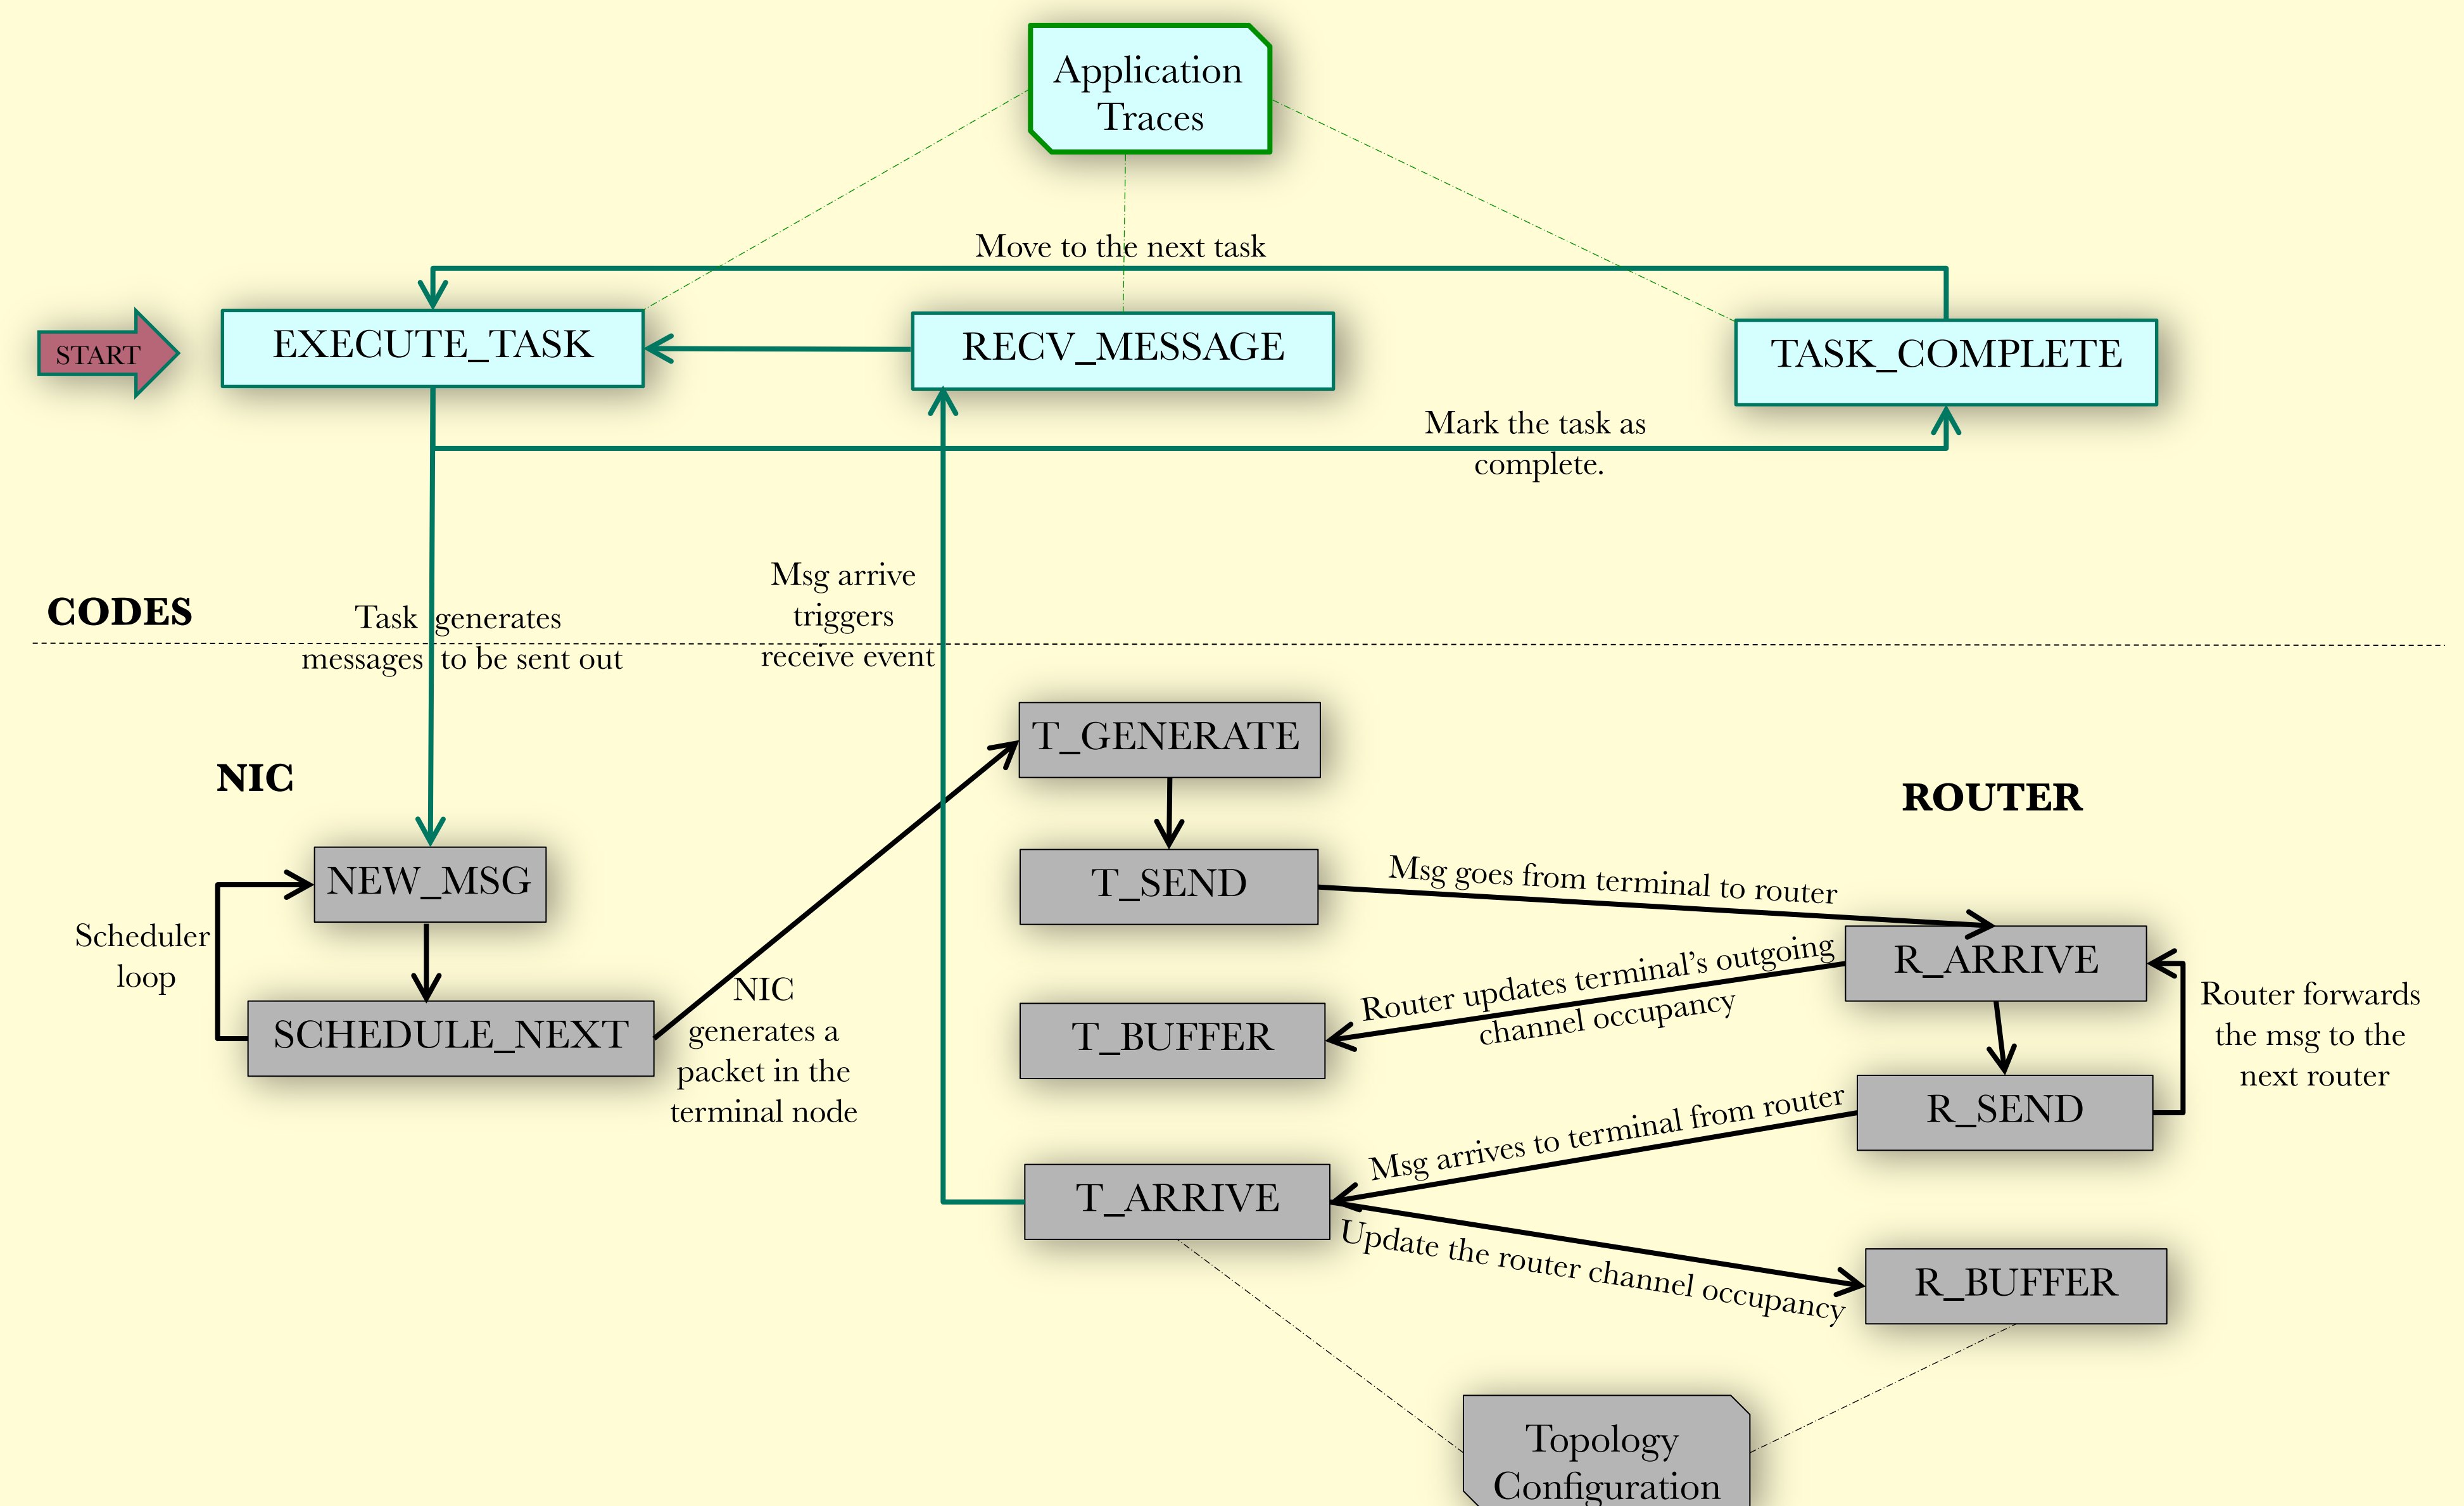 Application
Traces
Move to the next task
START
EXECUTE_TASK
RECV_MESSAGE
TASK_COMPLETE
Mark the task as
complete.
Msg arrive
triggers
receive event
CODES
Task generates
messages to be sent out
T_GENERATE
NIC
ROUTER
NEW_MSG
T_SEND
Msg goes from terminal to router
Scheduler
loop
R_ARRIVE
Router updates terminal's outgoing
channel occupancy
Router forwards
the msg to the
next router
SCHEDULE_NEXT
NIC
generates a
packet in the
terminal node
T_BUFFER
R_SEND
Msg arrives to terminal from router
T_ARRIVE
Update the router channel occupancy
R_BUFFER
Topology
Configuration